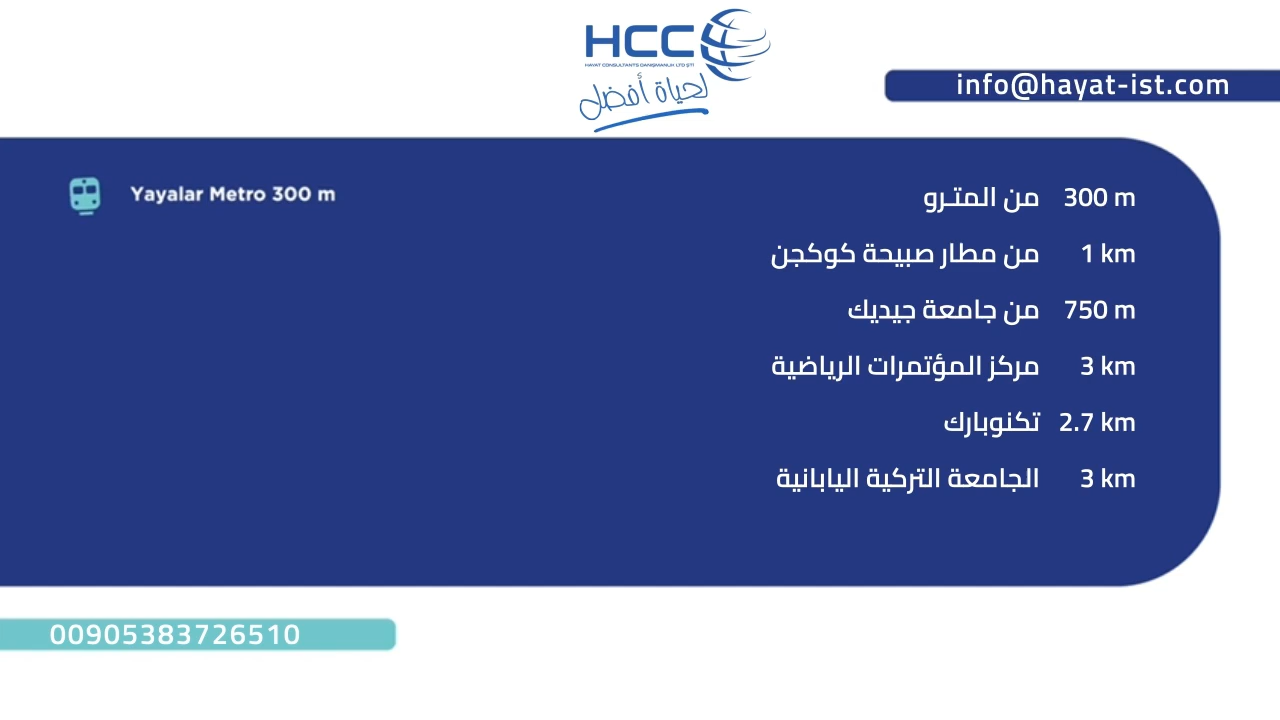 HCC
HAYAT CONSULTANTS DANIŞMANLIK LTD ŞTİ
لحياة أفضل
info@hayat-ist.com
Yayalar Metro 300 m
300 m من المتـرو
1 km من مطار صبيحة كوكجن
750 m من جامعة جيديك
3 km مركز المؤتمرات الرياضية
2.7 km تكنوبارك
3 km الجامعة التركية اليابانية
00905383726510